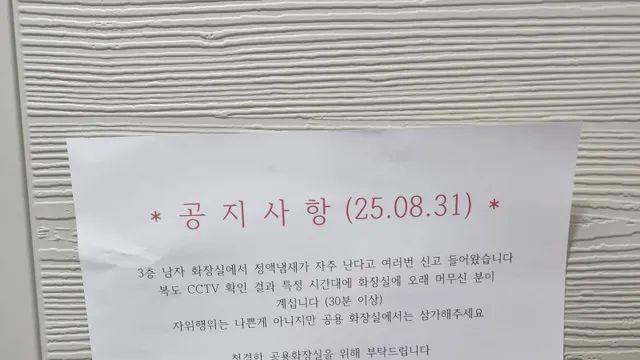 * 공 지 사 항 (25.08.31) *
3층 남자 화장실에서 정액냄새가 자주 난다고 여러번 신고 들어왔습니다
복도 CCTV 확인 결과 특정 시간대에 화장실에 오래 머무신 분이
계십니다 (30분 이상)
자위행위는 나쁜게 아니지만 공용 화장실에서는 삼가해주세요
청결한 공용화장실을 위해 부탁드립니다